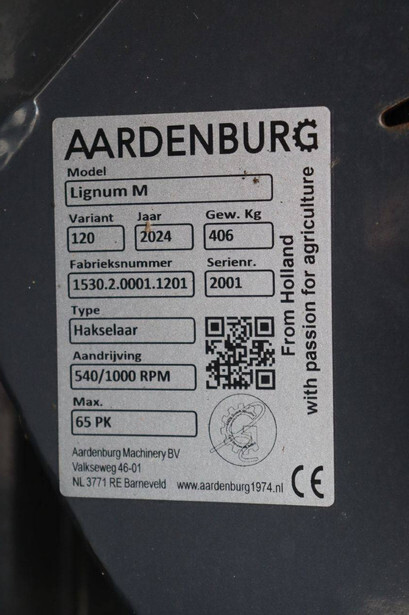 AARDENBURG
Model
Lignum M
Variant Jaar Gew. Kg
120 2024 406
Fabrieksnummer Serienr.
1530.2.0001.1201 2001
Type
Hakselaar
Aandrijving
540/1000 RPM
Max.
65 PK
From Holland
with passion for agriculture
Aardenburg Machinery BV
Valkseweg 46-01
NL 3771 RE Barneveld www.aardenburg1974.nl
CE